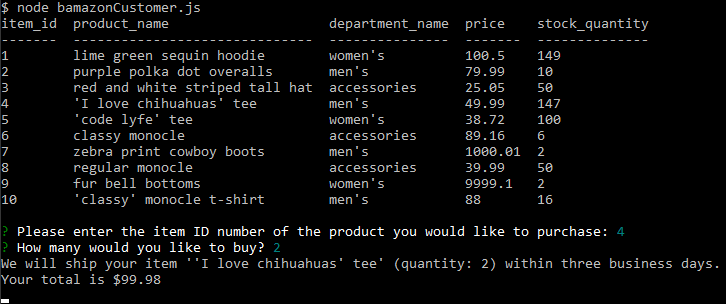 $ node bamazonCustomer.js
item_id  product_name                    department_name  price    stock_quantity
-------  ------------------------------  ---------------  -------  --------------
1        lime green sequin hoodie        women's          100.5    149
2        purple polka dot overalls       men's            79.99    10
3        red and white striped tall hat  accessories      25.05    50
4        'I love chihuahuas' tee         men's            49.99    147
5        'code lyfe' tee                 women's          38.72    100
6        classy monocle                  accessories      89.16    6
7        zebra print cowboy boots        men's            1000.01  2
8        regular monocle                 accessories      39.99    50
9        fur bell bottoms                women's          9999.1   2
10       'classy' monocle t-shirt        men's            88       16
? Please enter the item ID number of the product you would like to purchase: 4
? How many would you like to buy? 2
We will ship your item ''I love chihuahuas' tee' (quantity: 2) within three business days.
Your total is $99.98